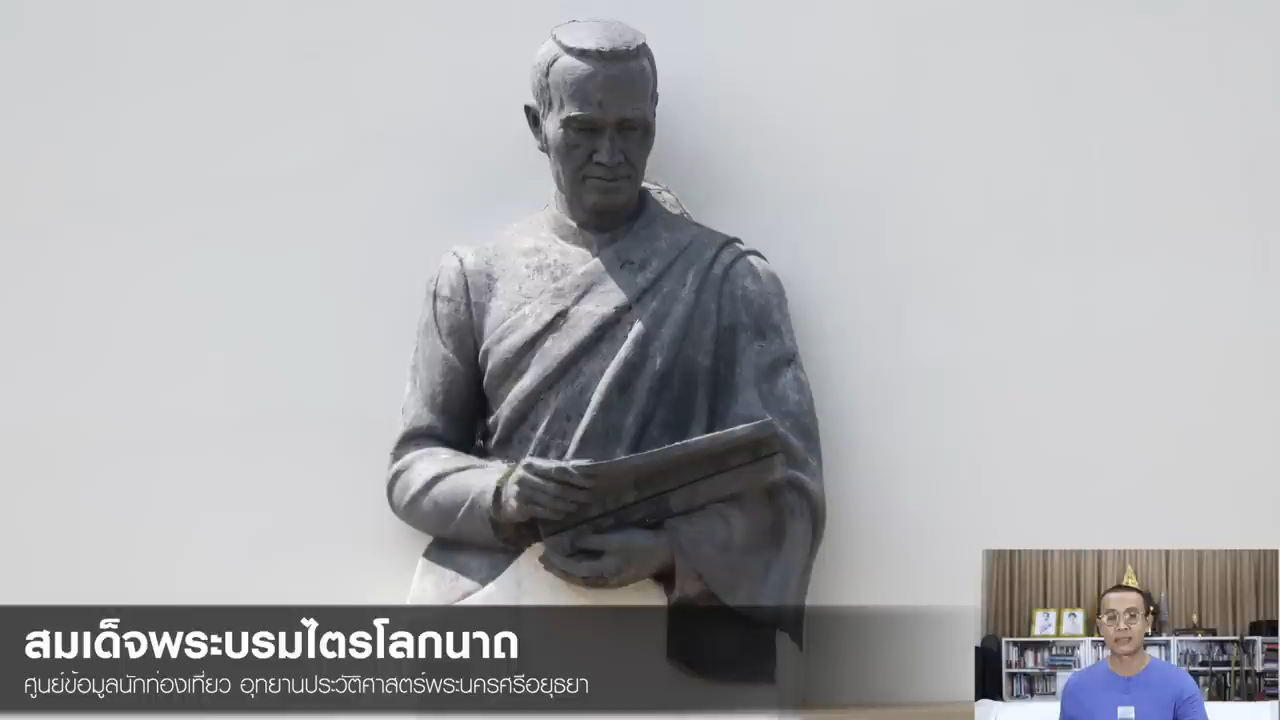 สมเด็จพระบรมไตรโลกนาถ
ศูนย์ข้อมูลนักท่องเที่ยว อุทยานประวัติศาสตร์พระนครศรีอยุธยา